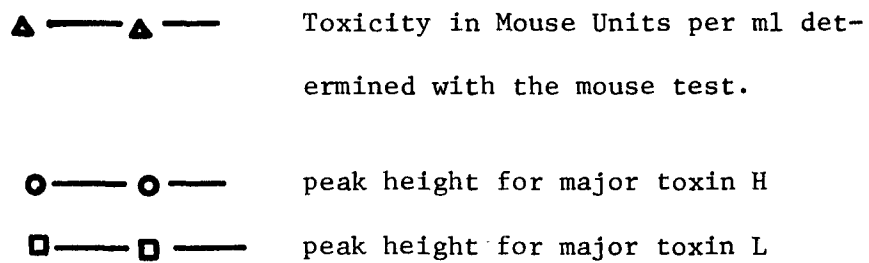 Toxicity in Mouse Units per ml det-
ermined with the mouse test.
peak height for major toxin H
peak height for major toxin L